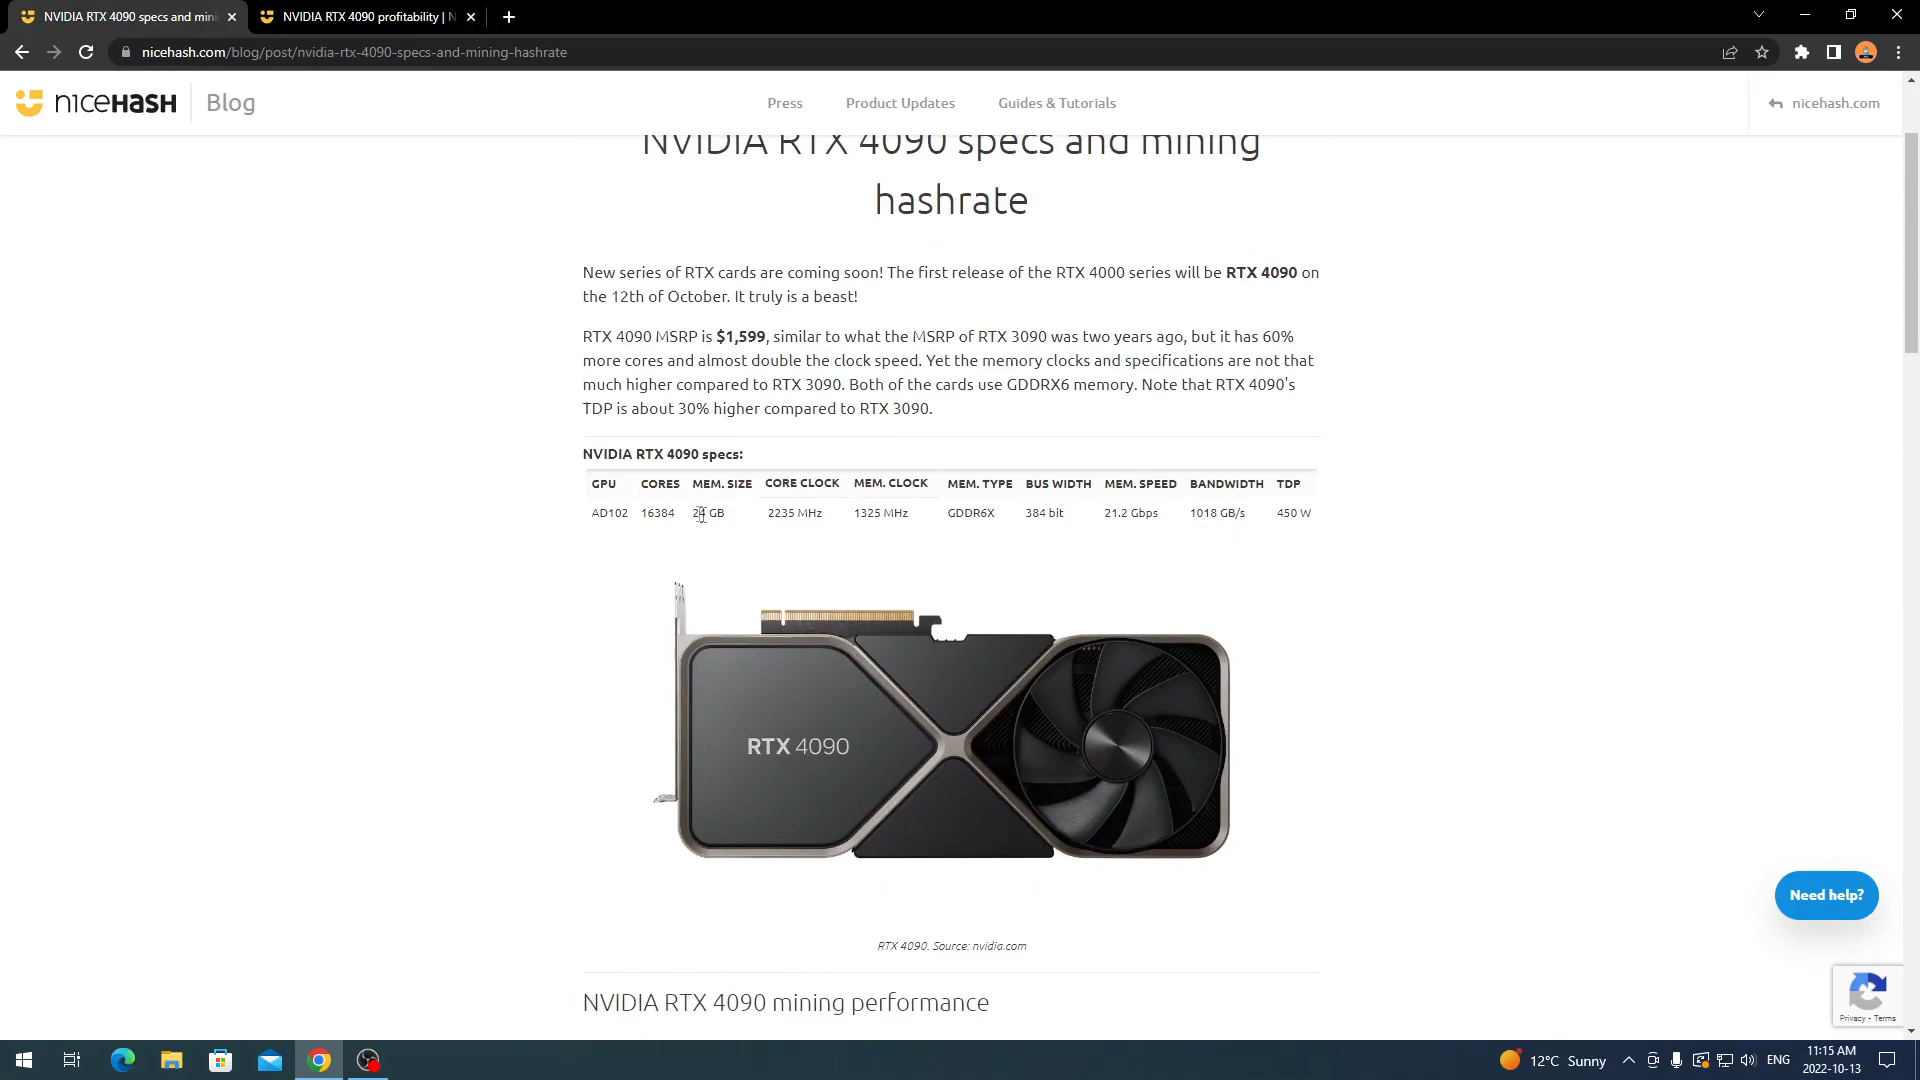 NVIDIA RTX 4090 specs and mini
NVIDIA RTX 4090 profitability | N
nicehash.com/blog/post/nvidia-rtx-4090-specs-and-mining-hashrate
niceHASH
Blog
Press
Product Updates
Guides & Tutorials
nicehash.com
NVIDIA RTX 4090 specs and mining
hashrate
New series of RTX cards are coming soon! The first release of the RTX 4000 series will be RTX 4090 on
the 12th of October. It truly is a beast!
RTX 4090 MSRP is $1,599, similar to what the MSRP of RTX 3090 was two years ago, but it has 60%
more cores and almost double the clock speed. Yet the memory clocks and specifications are not that
much higher compared to RTX 3090. Both of the cards use GDDRX6 memory. Note that RTX 4090's
TDP is about 30% higher compared to RTX 3090.
NVIDIA RTX 4090 specs:
GPU CORES MEM. SIZE CORE CLOCK MEM. CLOCK MEM. TYPE BUS WIDTH MEM. SPEED BANDWIDTH TDP
AD102 16384 24 GB 2235 MHz 1325 MHz GDDR6X 384 bit 21.2 Gbps 1018 GB/s 450 W
RTX 4090
Need help?
RTX 4090. Source: nvidia.com
NVIDIA RTX 4090 mining performance
Privacy - Terms
12°C Sunny
ENG
11:15 AM
2022-10-13